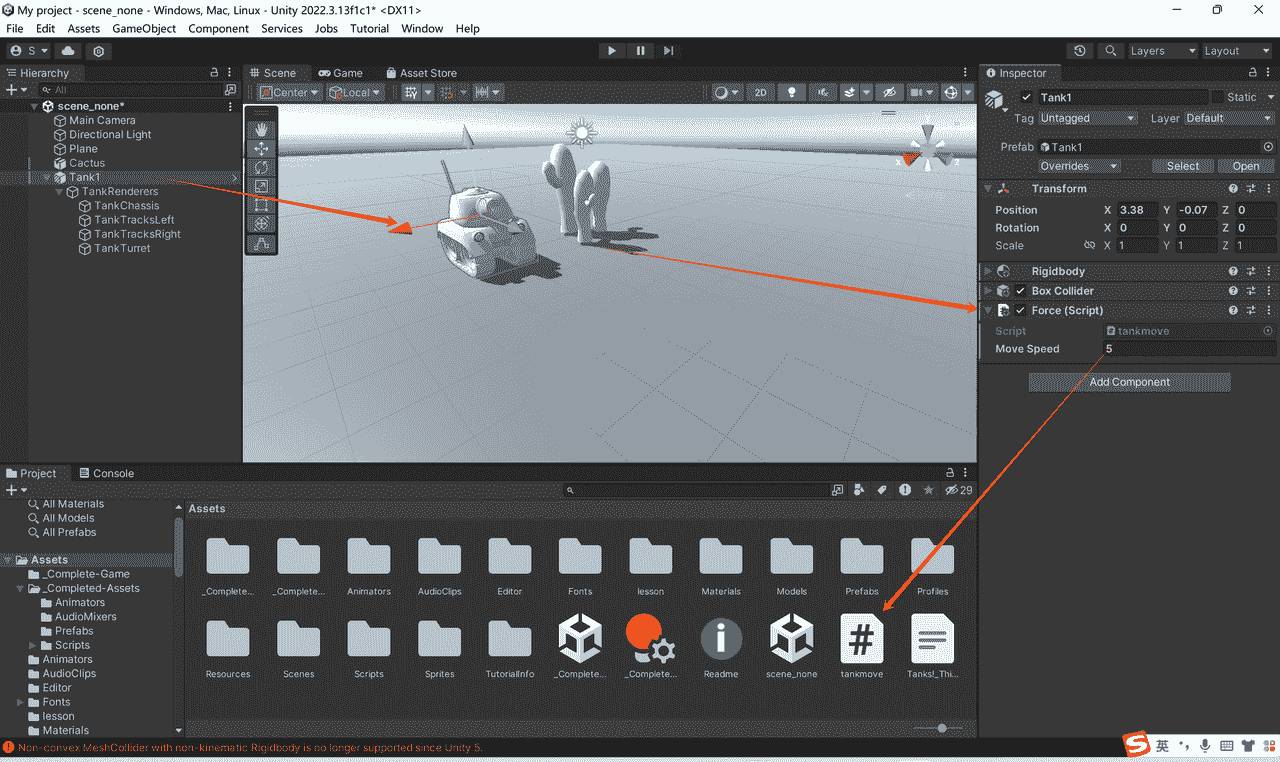 My project - scene_none - Windows, Mac, Linux - Unity 2022.3.13f1c1* <DX11>
File Edit Assets GameObject Component Services Jobs Tutorial Window Help
S Layers Layout
Hierarchy
All
scene_none*
Main Camera
Directional Light
Plane
Cactus
Tank1
TankRenderers
TankChassis
TankTracksLeft
TankTracksRight
TankTurret
Scene Game Asset Store
Center Local 2D
X Z
Inspector
Tank1 Static
Tag Untagged Layer Default
Prefab Tank1
Overrides Select Open
Transform
Position X 3.38 Y -0.07 Z 0
Rotation X 0 Y 0 Z 0
Scale X 1 Y 1 Z 1
Rigidbody
Box Collider
Force (Script)
Script tankmove
Move Speed 5
Add Component
Project Console
29
All Materials
All Models
All Prefabs
Assets
_Complete-Game
_Completed-Assets
Animators
AudioMixers
Prefabs
Scripts
Animators
AudioClips
Editor
Fonts
lesson
Materials
Assets
_Complete... _Complete... Animators AudioClips Editor Fonts lesson Materials Models Prefabs Profiles
Resources Scenes Scripts Sprites TutorialInfo _Complete... _Complete... Readme scene_none tankmove Tanks!_Thi...
Non-convex MeshCollider with non-kinematic Rigidbody is no longer supported since Unity 5.
S 英